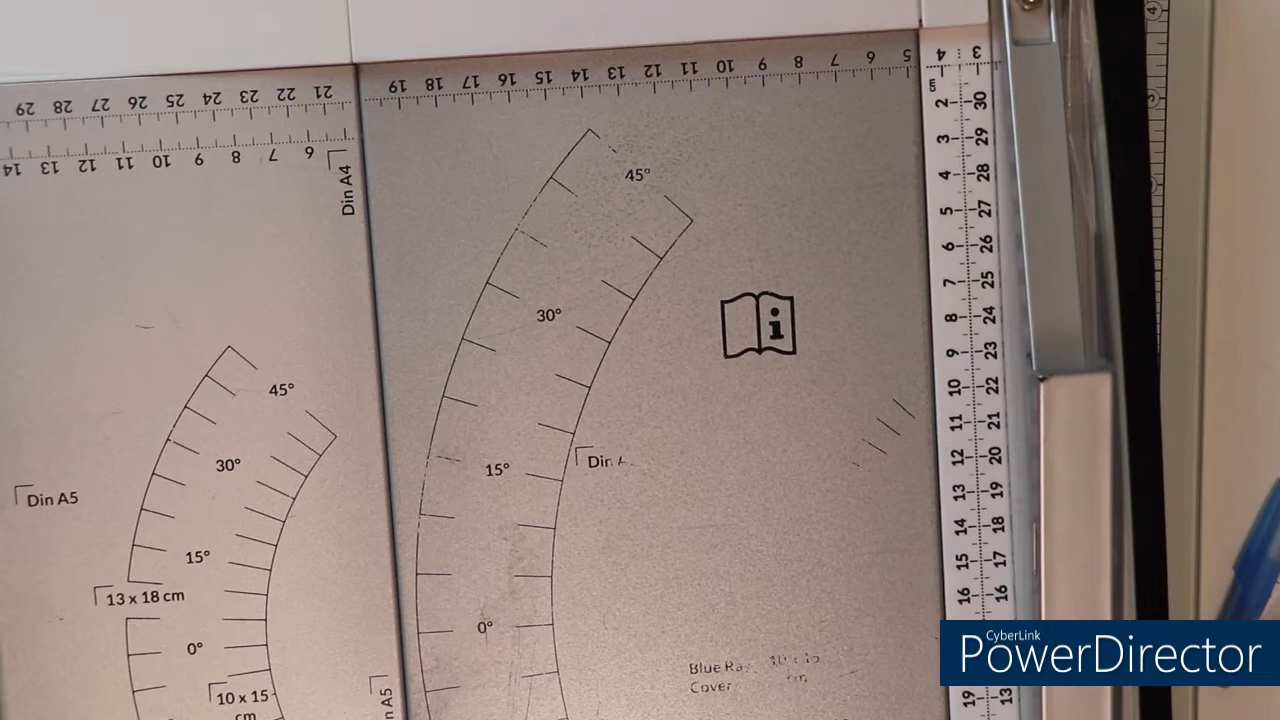 29 28 27 26 25 24 23 22 21
14 13 12 11 10 9 8 7 6
19 18 17 16 15 14 13 12 11 10 9 8 7 6 5
4 3
2 30
3 29
4 28
5 27
6 26
7 25
8 24
9 23
10 22
11 21
12 20
13 19
14 18
15 17
16 16
19 13
Din A4
45°
30°
15°
0°
Din A5
13 x 18 cm
10 x 15
cm
45°
30°
15°
0°
Din
i
Blue
Cover
A5
CyberLink
PowerDirector